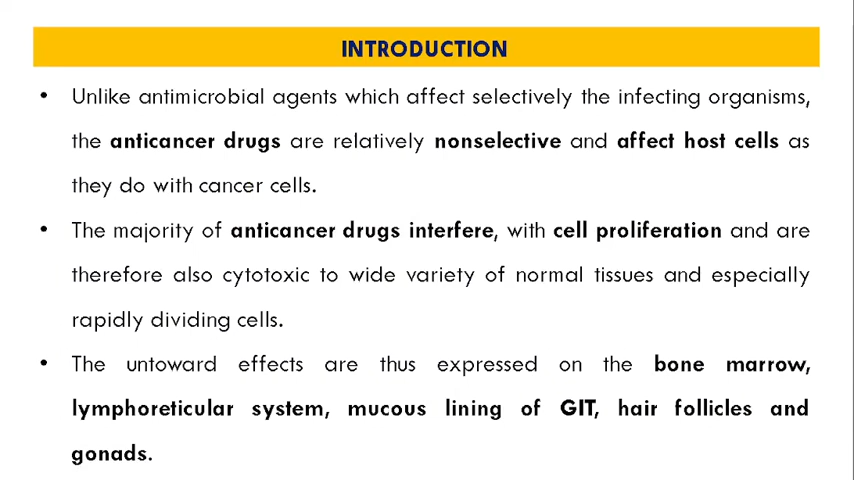 INTRODUCTION
• Unlike antimicrobial agents which affect selectively the infecting organisms,
the anticancer drugs are relatively nonselective and affect host cells as
they do with cancer cells.
• The majority of anticancer drugs interfere, with cell proliferation and are
therefore also cytotoxic to wide variety of normal tissues and especially
rapidly dividing cells.
• The untoward effects are thus expressed on the bone marrow,
lymphoreticular system, mucous lining of GIT, hair follicles and
gonads.